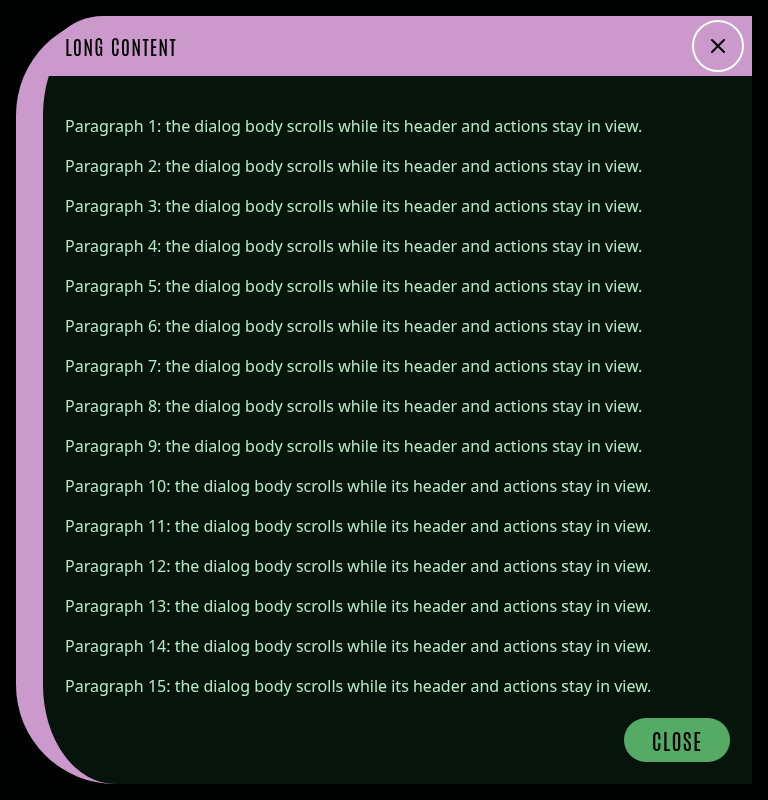 LONG CONTENT
Paragraph 1: the dialog body scrolls while its header and actions stay in view.
Paragraph 2: the dialog body scrolls while its header and actions stay in view.
Paragraph 3: the dialog body scrolls while its header and actions stay in view.
Paragraph 4: the dialog body scrolls while its header and actions stay in view.
Paragraph 5: the dialog body scrolls while its header and actions stay in view.
Paragraph 6: the dialog body scrolls while its header and actions stay in view.
Paragraph 7: the dialog body scrolls while its header and actions stay in view.
Paragraph 8: the dialog body scrolls while its header and actions stay in view.
Paragraph 9: the dialog body scrolls while its header and actions stay in view.
Paragraph 10: the dialog body scrolls while its header and actions stay in view.
Paragraph 11: the dialog body scrolls while its header and actions stay in view.
Paragraph 12: the dialog body scrolls while its header and actions stay in view.
Paragraph 13: the dialog body scrolls while its header and actions stay in view.
Paragraph 14: the dialog body scrolls while its header and actions stay in view.
Paragraph 15: the dialog body scrolls while its header and actions stay in view.
CLOSE